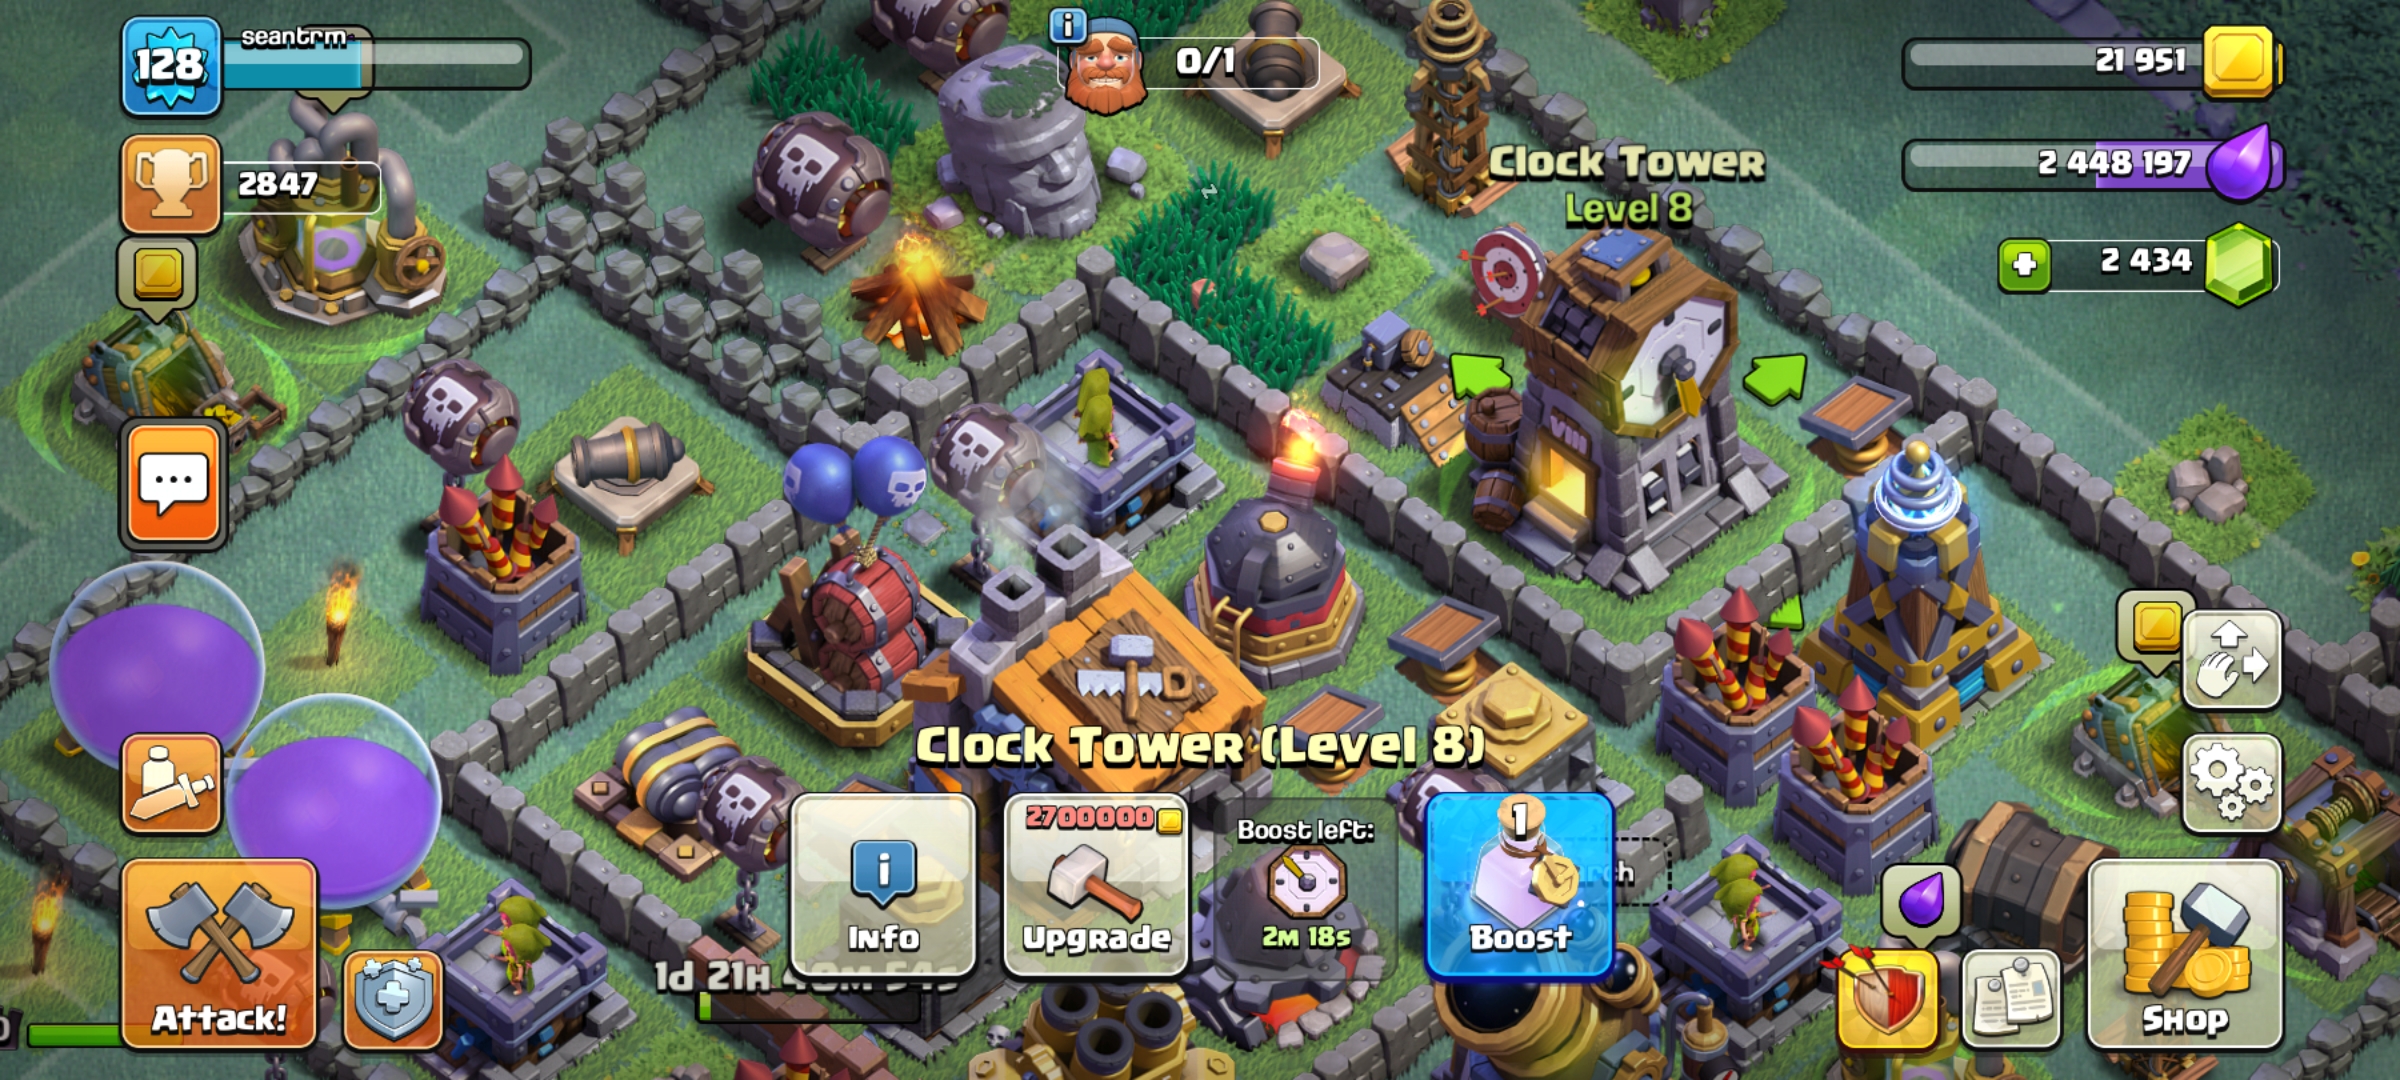 128
seantrm
0/1
21 951
2847
Clock Tower
Level 8
2 448 197
2 434
VIII
Clock Tower (Level 8)
Info
2700000
Upgrade
Boost left:
2m 18s
1
Boost
1d 21H
Attack!
Shop